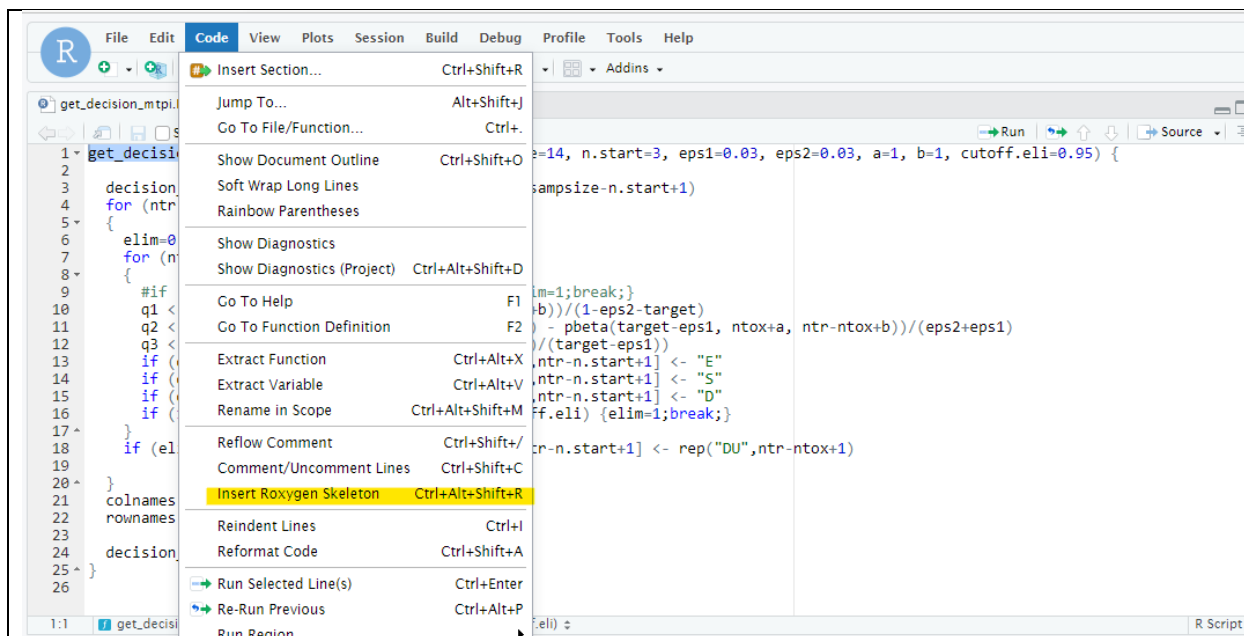 R
File Edit Code View Plots Session Build Debug Profile Tools Help
Insert Section... Ctrl+Shift+R
Addins
Jump To... Alt+Shift+J
get_decision_mtpi.
Go To File/Function... Ctrl+.
Run Source
1 get_decisi =14, n.start=3, eps1=0.03, eps2=0.03, a=1, b=1, cutoff.eli=0.95) {
2
Show Document Outline Ctrl+Shift+O
3 decision_ sampsize-n.start+1)
Soft Wrap Long Lines
4 for (ntr
Rainbow Parentheses
5 {
6 elim=0
Show Diagnostics
7 for (n
Show Diagnostics (Project) Ctrl+Alt+Shift+D
8 {
9 #if im=1;break;}
Go To Help F1
10 q1 < +b))/(1-eps2-target)
Go To Function Definition F2
11 q2 < ) - pbeta(target-eps1, ntox+a, ntr-ntox+b))/(eps2+eps1)
12 q3 < )/(target-eps1))
Extract Function Ctrl+Alt+X
13 if ( ,ntr-n.start+1] <- "E"
Extract Variable Ctrl+Alt+V
14 if ( ,ntr-n.start+1] <- "S"
15 if ( ,ntr-n.start+1] <- "D"
Rename in Scope Ctrl+Alt+Shift+M
16 if ( ff.eli) {elim=1;break;}
17 }
Reflow Comment Ctrl+Shift+/
18 if (el tr-n.start+1] <- rep("DU",ntr-ntox+1)
Comment/Uncomment Lines Ctrl+Shift+C
19
20 }
Insert Roxygen Skeleton Ctrl+Alt+Shift+R
21 colnames
22 rownames
Reindent Lines Ctrl+I
23
24 decision_
Reformat Code Ctrl+Shift+A
25 }
26
Run Selected Line(s) Ctrl+Enter
Re-Run Previous Ctrl+Alt+P
1:1 get_decisi .eli) R Script
Run Region